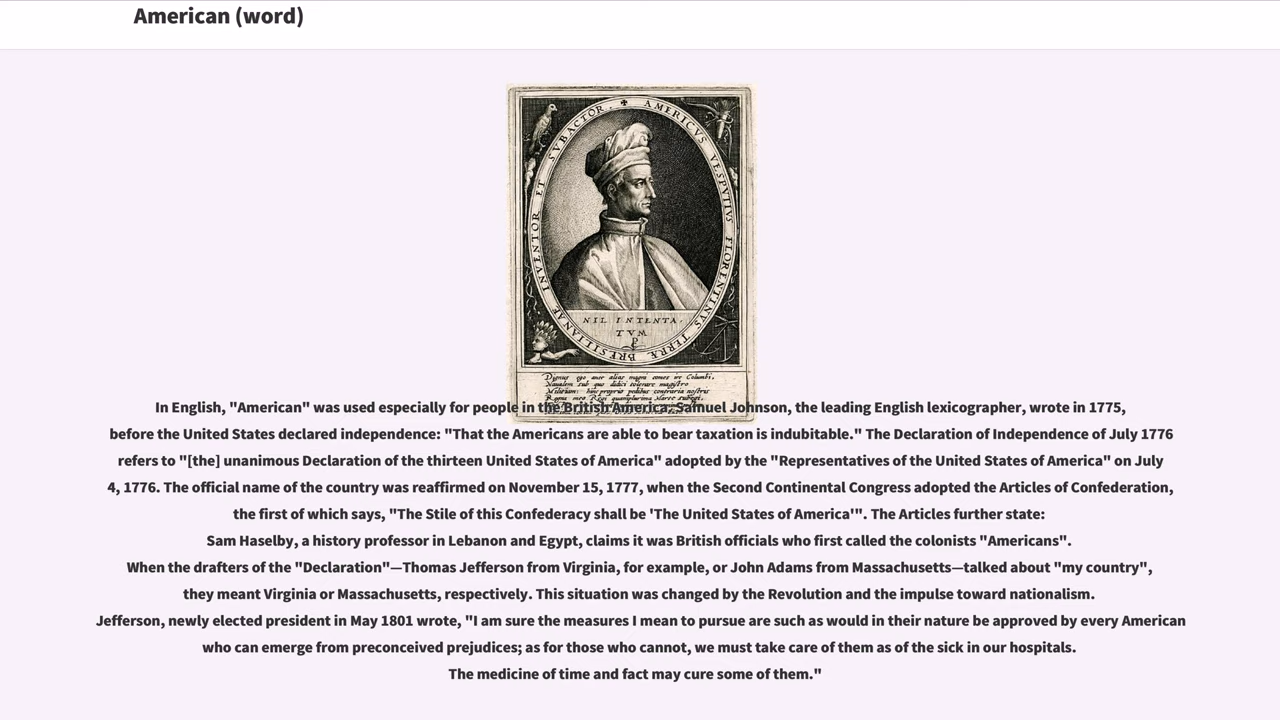 American (word)
AMERICVS VESPVTIVS FLORENTINVS TERRÆ BRESILIANÆ INVENTOR ET SVBACTOR
NIL INTENTA-
TVM
Dignus ego aner alias magni comes ire Columbi,
In English, "American" was used especially for people in the British America. Samuel Johnson, the leading English lexicographer, wrote in 1775,
before the United States declared independence: "That the Americans are able to bear taxation is indubitable." The Declaration of Independence of July 1776
refers to "[the] unanimous Declaration of the thirteen United States of America" adopted by the "Representatives of the United States of America" on July
4, 1776. The official name of the country was reaffirmed on November 15, 1777, when the Second Continental Congress adopted the Articles of Confederation,
the first of which says, "The Stile of this Confederacy shall be 'The United States of America'". The Articles further state:
Sam Haselby, a history professor in Lebanon and Egypt, claims it was British officials who first called the colonists "Americans".
When the drafters of the "Declaration"—Thomas Jefferson from Virginia, for example, or John Adams from Massachusetts—talked about "my country",
they meant Virginia or Massachusetts, respectively. This situation was changed by the Revolution and the impulse toward nationalism.
Jefferson, newly elected president in May 1801 wrote, "I am sure the measures I mean to pursue are such as would in their nature be approved by every American
who can emerge from preconceived prejudices; as for those who cannot, we must take care of them as of the sick in our hospitals.
The medicine of time and fact may cure some of them."